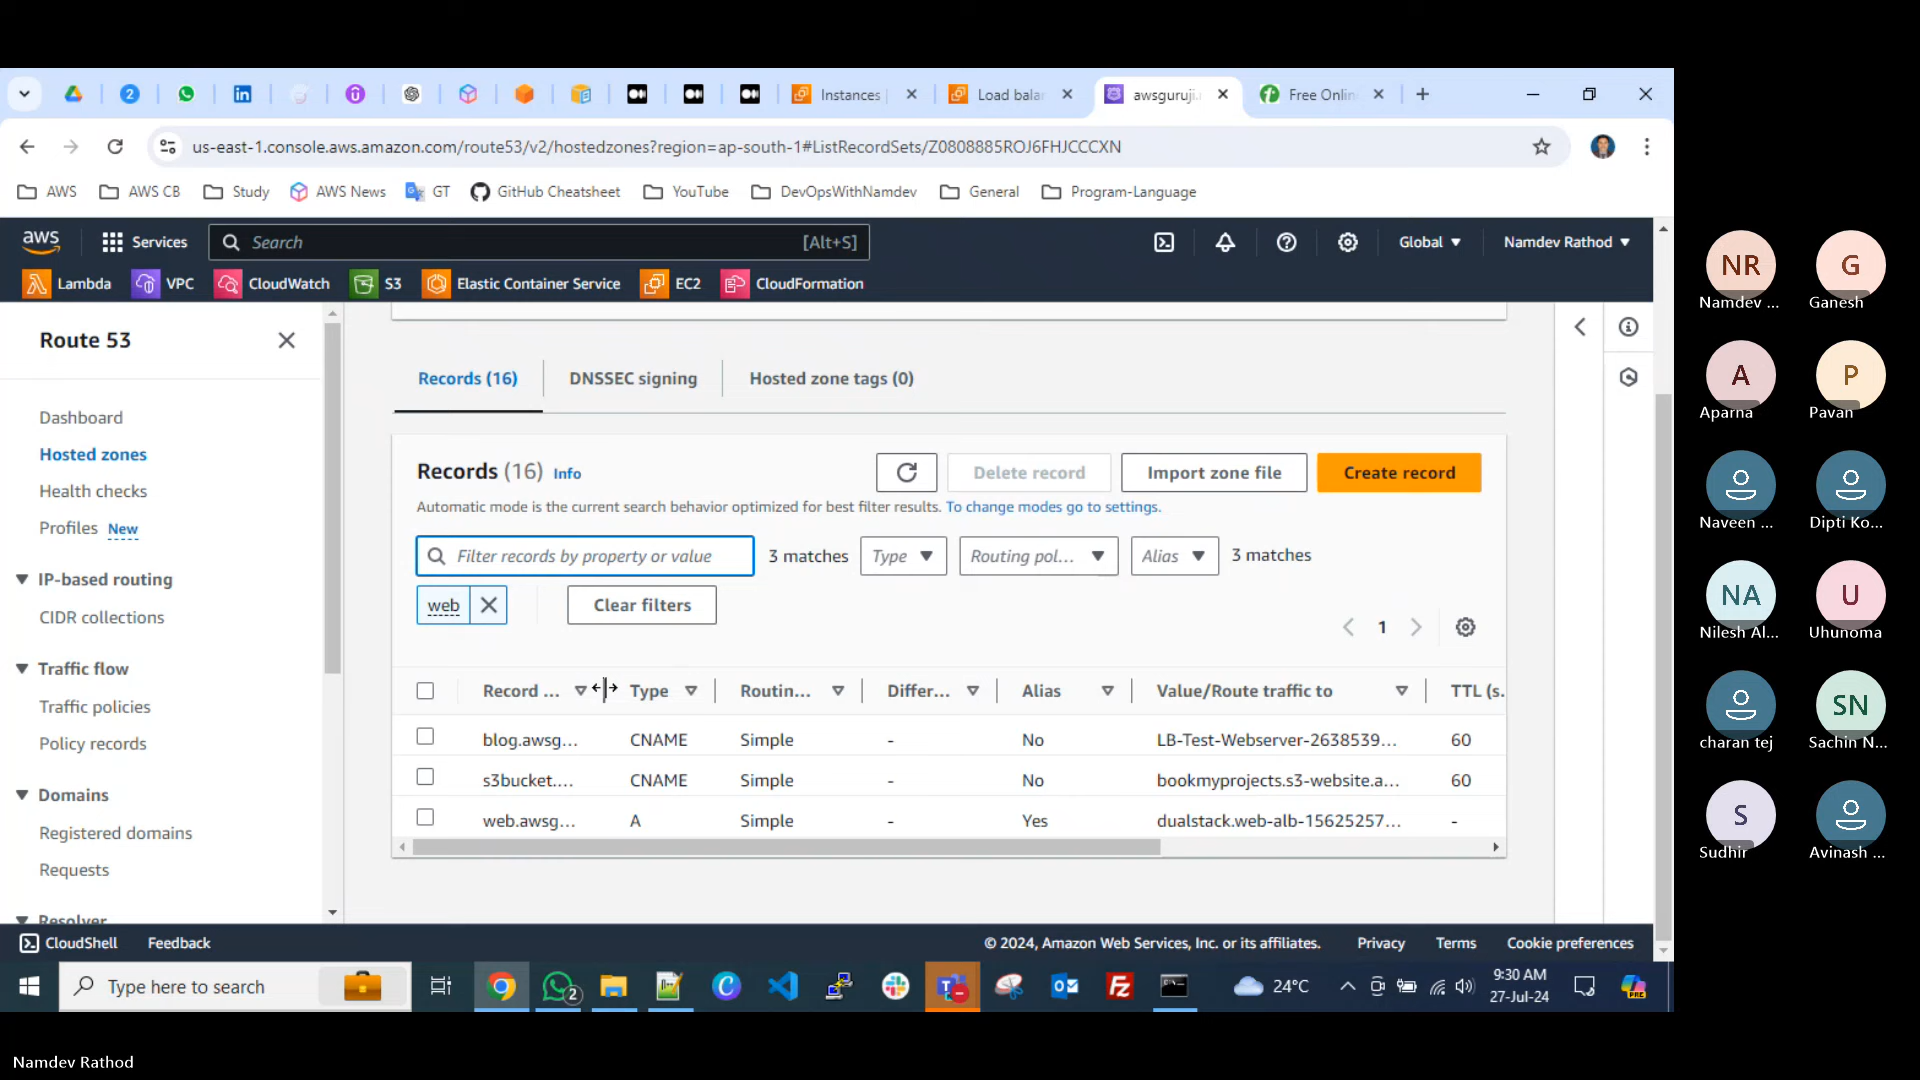 2
Instances
Load bala
awsguruji.
Free Onlin
us-east-1.console.aws.amazon.com/route53/v2/hostedzones?region=ap-south-1#ListRecordSets/Z0808885ROJ6FHJCCCXN
AWS
AWS CB
Study
AWS News
GT
GitHub Cheatsheet
YouTube
DevOpsWithNamdev
General
Program-Language
aws
Services
Search
[Alt+S]
Global
Namdev Rathod
Lambda
VPC
CloudWatch
S3
Elastic Container Service
EC2
CloudFormation
Route 53
Dashboard
Hosted zones
Health checks
Profiles New
IP-based routing
CIDR collections
Traffic flow
Traffic policies
Policy records
Domains
Registered domains
Requests
Resolver
Records (16)
DNSSEC signing
Hosted zone tags (0)
Records (16) Info
Delete record
Import zone file
Create record
Automatic mode is the current search behavior optimized for best filter results. To change modes go to settings.
Filter records by property or value
3 matches
Type
Routing pol...
Alias
3 matches
web
Clear filters
1
Record ... Type Routin... Differ... Alias Value/Route traffic to TTL (s.
blog.awsg... CNAME Simple - No LB-Test-Webserver-2638539... 60
s3bucket.... CNAME Simple - No bookmyprojects.s3-website.a... 60
web.awsg... A Simple - Yes dualstack.web-alb-15625257... -
CloudShell
Feedback
© 2024, Amazon Web Services, Inc. or its affiliates.
Privacy
Terms
Cookie preferences
Type here to search
2
24°C
9:30 AM
27-Jul-24
PRE
NR
Namdev ...
G
Ganesh
A
Aparna
P
Pavan
Naveen ...
Dipti Ko...
NA
Nilesh Al...
U
Uhunoma
charan tej
SN
Sachin N...
S
Sudhir
Avinash ...
Namdev Rathod